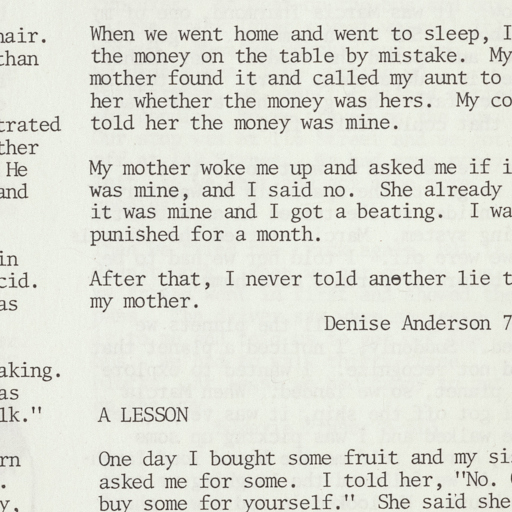 hair.
than
trated
ther
He
and
in
cid.
as
aking.
as
lk."
rn
.
y,
When we went home and went to sleep, I
the money on the table by mistake. My
mother found it and called my aunt to
her whether the money was hers. My co
told her the money was mine.
My mother woke me up and asked me if i
was mine, and I said no. She already
it was mine and I got a beating. I wa
punished for a month.
After that, I never told another lie t
my mother.
Denise Anderson 7
A LESSON
One day I bought some fruit and my sis
asked me for some. I told her, "No.
buy some for yourself." She said she